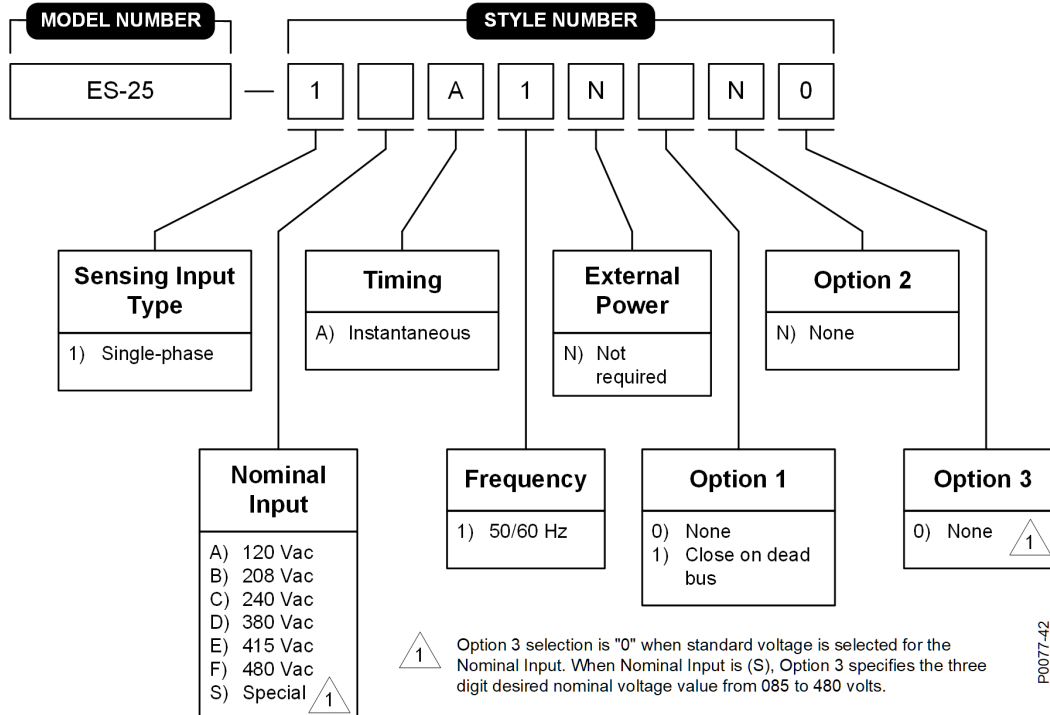 MODEL NUMBER
STYLE NUMBER
ES-25 — 1 A 1 N N 0
Sensing Input
Type
1) Single-phase
Timing
A) Instantaneous
External
Power
N) Not
required
Option 2
N) None
Nominal
Input
A) 120 Vac
B) 208 Vac
C) 240 Vac
D) 380 Vac
E) 415 Vac
F) 480 Vac
S) Special 1
Frequency
1) 50/60 Hz
Option 1
0) None
1) Close on dead
bus
Option 3
0) None 1
1 Option 3 selection is "0" when standard voltage is selected for the
Nominal Input. When Nominal Input is (S), Option 3 specifies the three
digit desired nominal voltage value from 085 to 480 volts.
P0077-42